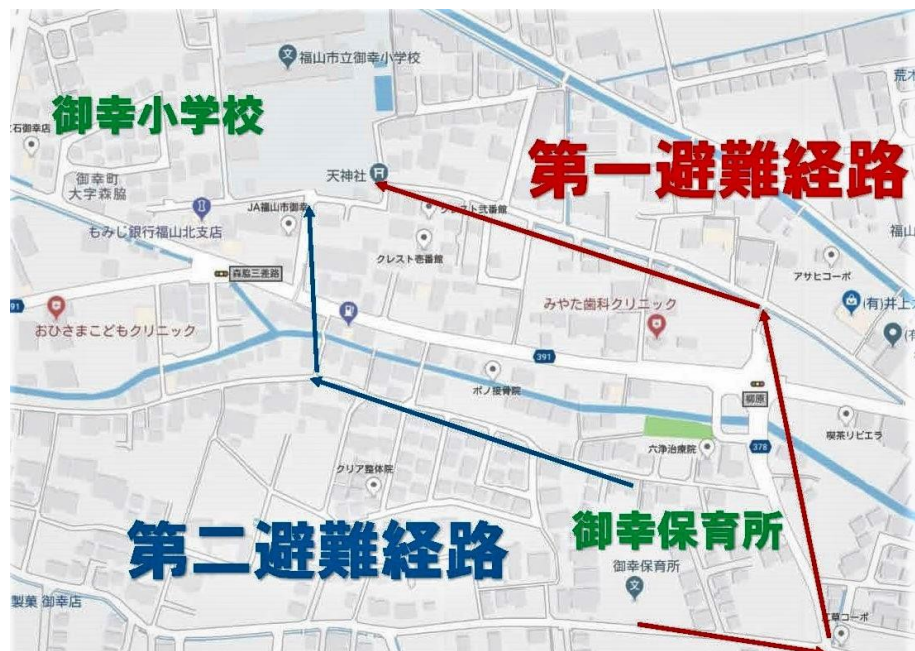 福山市立御幸小学校
荒木
御幸小学校
石御幸店
第一避難経路
天神社
御幸町
大字森脇
JA福山市御幸
クレスト弐番館
もみじ銀行福山北支店
福山
クレスト壱番館
アサヒコーポ
森脇三差路
みやた歯科クリニック
(有)井上
91
おひさまこどもクリニック
(有
391
ボノ接骨院
柳原
喫茶リビエラ
六浄治療院
378
クリア整体院
第二避難経路
御幸保育所
御幸保育所
製菓 御幸店
草コーポ